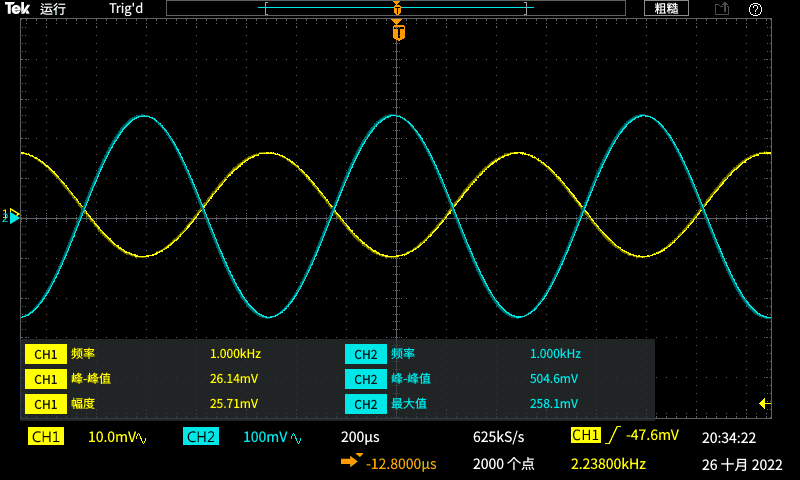 Tek 运行 Trig'd T 粗糙 ?
T
1
2
CH1 频率 1.000kHz CH2 频率 1.000kHz
CH1 峰-峰值 26.14mV CH2 峰-峰值 504.6mV
CH1 幅度 25.71mV CH2 最大值 258.1mV
CH1 10.0mV CH2 100mV 200µs 625kS/s CH1 -47.6mV 20:34:22
-12.8000µs 2000 个点 2.23800kHz 26 十月 2022